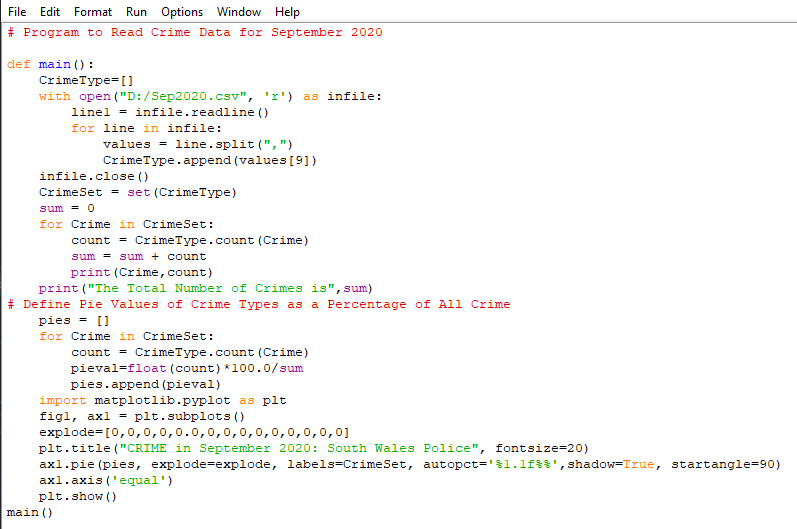 File Edit Format Run Options Window Help
# Program to Read Crime Data for September 2020
def main():
    CrimeType=[]
    with open("D:/Sep2020.csv", 'r') as infile:
        line1 = infile.readline()
        for line in infile:
            values = line.split(",")
            CrimeType.append(values[9])
    infile.close()
    CrimeSet = set(CrimeType)
    sum = 0
    for Crime in CrimeSet:
        count = CrimeType.count(Crime)
        sum = sum + count
        print(Crime,count)
    print("The Total Number of Crimes is",sum)
# Define Pie Values of Crime Types as a Percentage of All Crime
    pies = []
    for Crime in CrimeSet:
        count = CrimeType.count(Crime)
        pieval=float(count)*100.0/sum
        pies.append(pieval)
    import matplotlib.pyplot as plt
    fig1, ax1 = plt.subplots()
    explode=[0,0,0,0.0,0,0,0,0,0,0,0,0,0]
    plt.title("CRIME in September 2020: South Wales Police", fontsize=20)
    ax1.pie(pies, explode=explode, labels=CrimeSet, autopct='%1.1f%%',shadow=True, startangle=90)
    ax1.axis('equal')
    plt.show()
main()